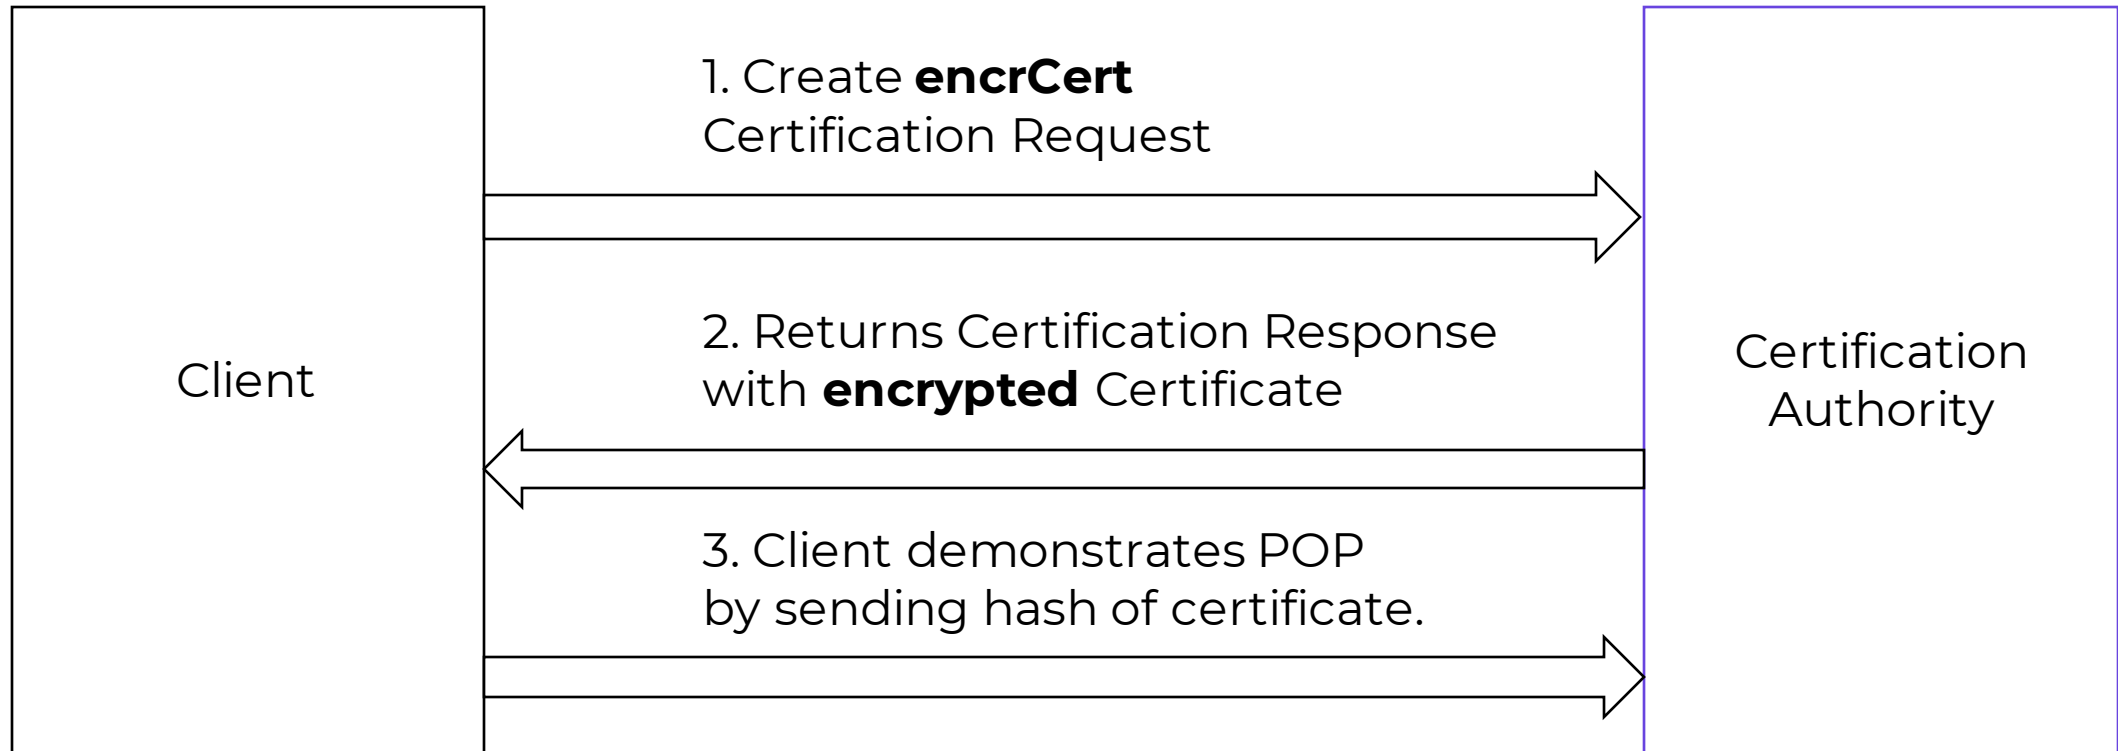 1. Create encrCert
Certification Request
2. Returns Certification Response
with encrypted Certificate
Client
Certification
Authority
3. Client demonstrates POP
by sending hash of certificate.